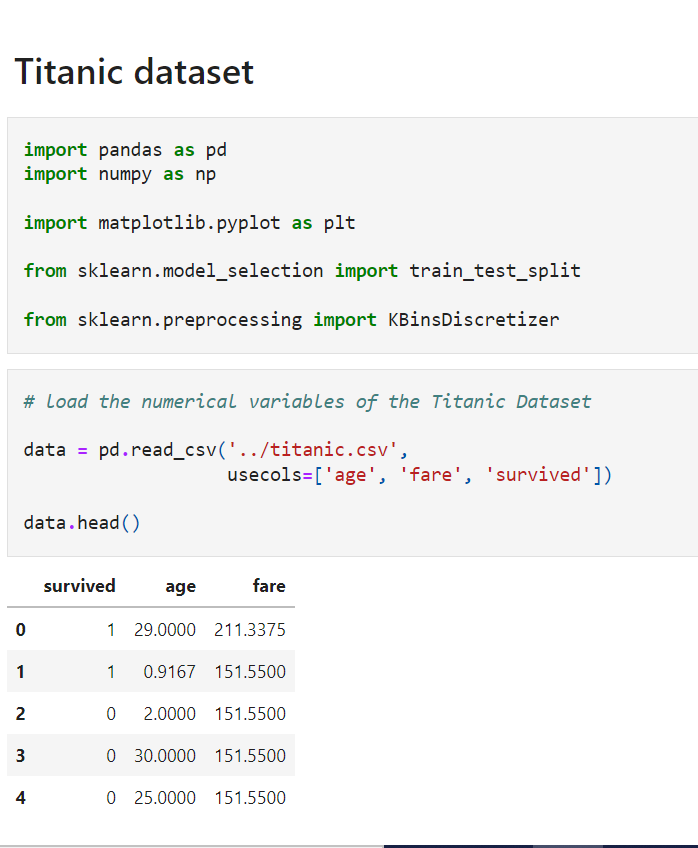 Titanic dataset
import pandas as pd
import numpy as np
import matplotlib.pyplot as plt
from sklearn.model_selection import train_test_split
from sklearn.preprocessing import KBinsDiscretizer
# load the numerical variables of the Titanic Dataset
data = pd.read_csv('../titanic.csv',
usecols=['age', 'fare', 'survived'])
data.head()
survived age fare
0 1 29.0000 211.3375
1 1 0.9167 151.5500
2 0 2.0000 151.5500
3 0 30.0000 151.5500
4 0 25.0000 151.5500